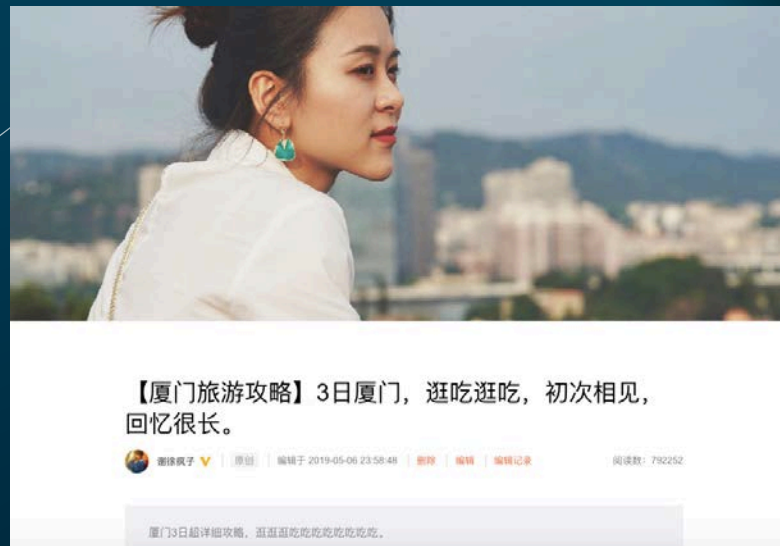 【厦门旅游攻略】3日厦门，逛吃逛吃，初次相见，
回忆很长。
谢徐疯子 原创 编辑于 2019-05-06 23:58:48 删除 编辑 编辑记录 阅读数：792252
厦门3日超详细攻略，逛逛逛吃吃吃吃吃吃吃吃。